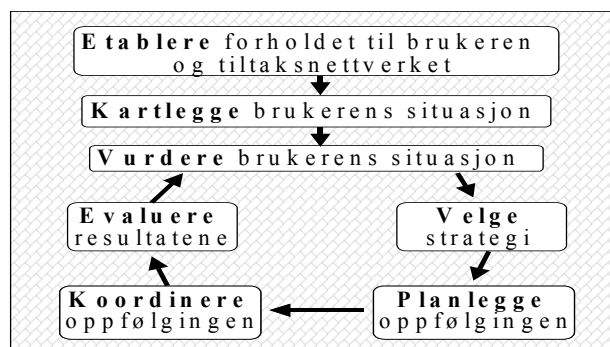 Etablere forholdet til brukeren
og tiltaksnettverket
Kartlegge brukerens situasjon
Vurdere brukerens situasjon
Evaluere
resultatene
Velge
strategi
Koordinere
oppfølgingen
Planlegge
oppfølgingen